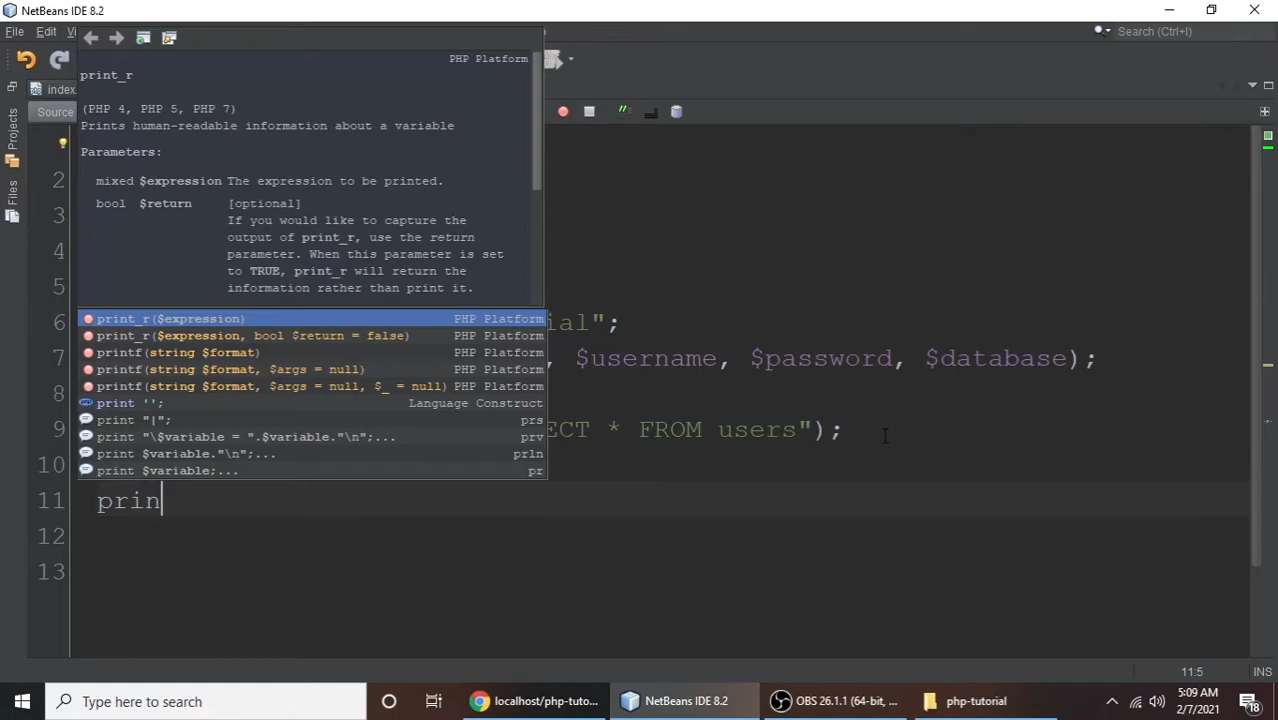 NetBeans IDE 8.2
File Edit Vi
Search (Ctrl+I)
index.
Source
Projects
Files
PHP Platform
print_r
(PHP 4, PHP 5, PHP 7)
Prints human-readable information about a variable
Parameters:
mixed $expression The expression to be printed.
bool $return [optional]
If you would like to capture the
output of print_r, use the return
parameter. When this parameter is set
to TRUE, print_r will return the
information rather than print it.
print_r($expression) PHP Platform
print_r($expression, bool $return = false) PHP Platform
printf(string $format) PHP Platform
printf(string $format, $args = null) PHP Platform
printf(string $format, $args = null, $_ = null) PHP Platform
print ''; Language Construct
print "|"; prs
print "\$variable = ".$variable."\n";... prv
print $variable."\n";... prln
print $variable;... pr
2
3
4
5
6 ial";
7 , $username, $password, $database);
8
9 ECT * FROM users");
10
11 prin
12
13
11:5 INS
Type here to search
localhost/php-tuto...
NetBeans IDE 8.2
OBS 26.1.1 (64-bit, ...
php-tutorial
5:09 AM
2/7/2021
18